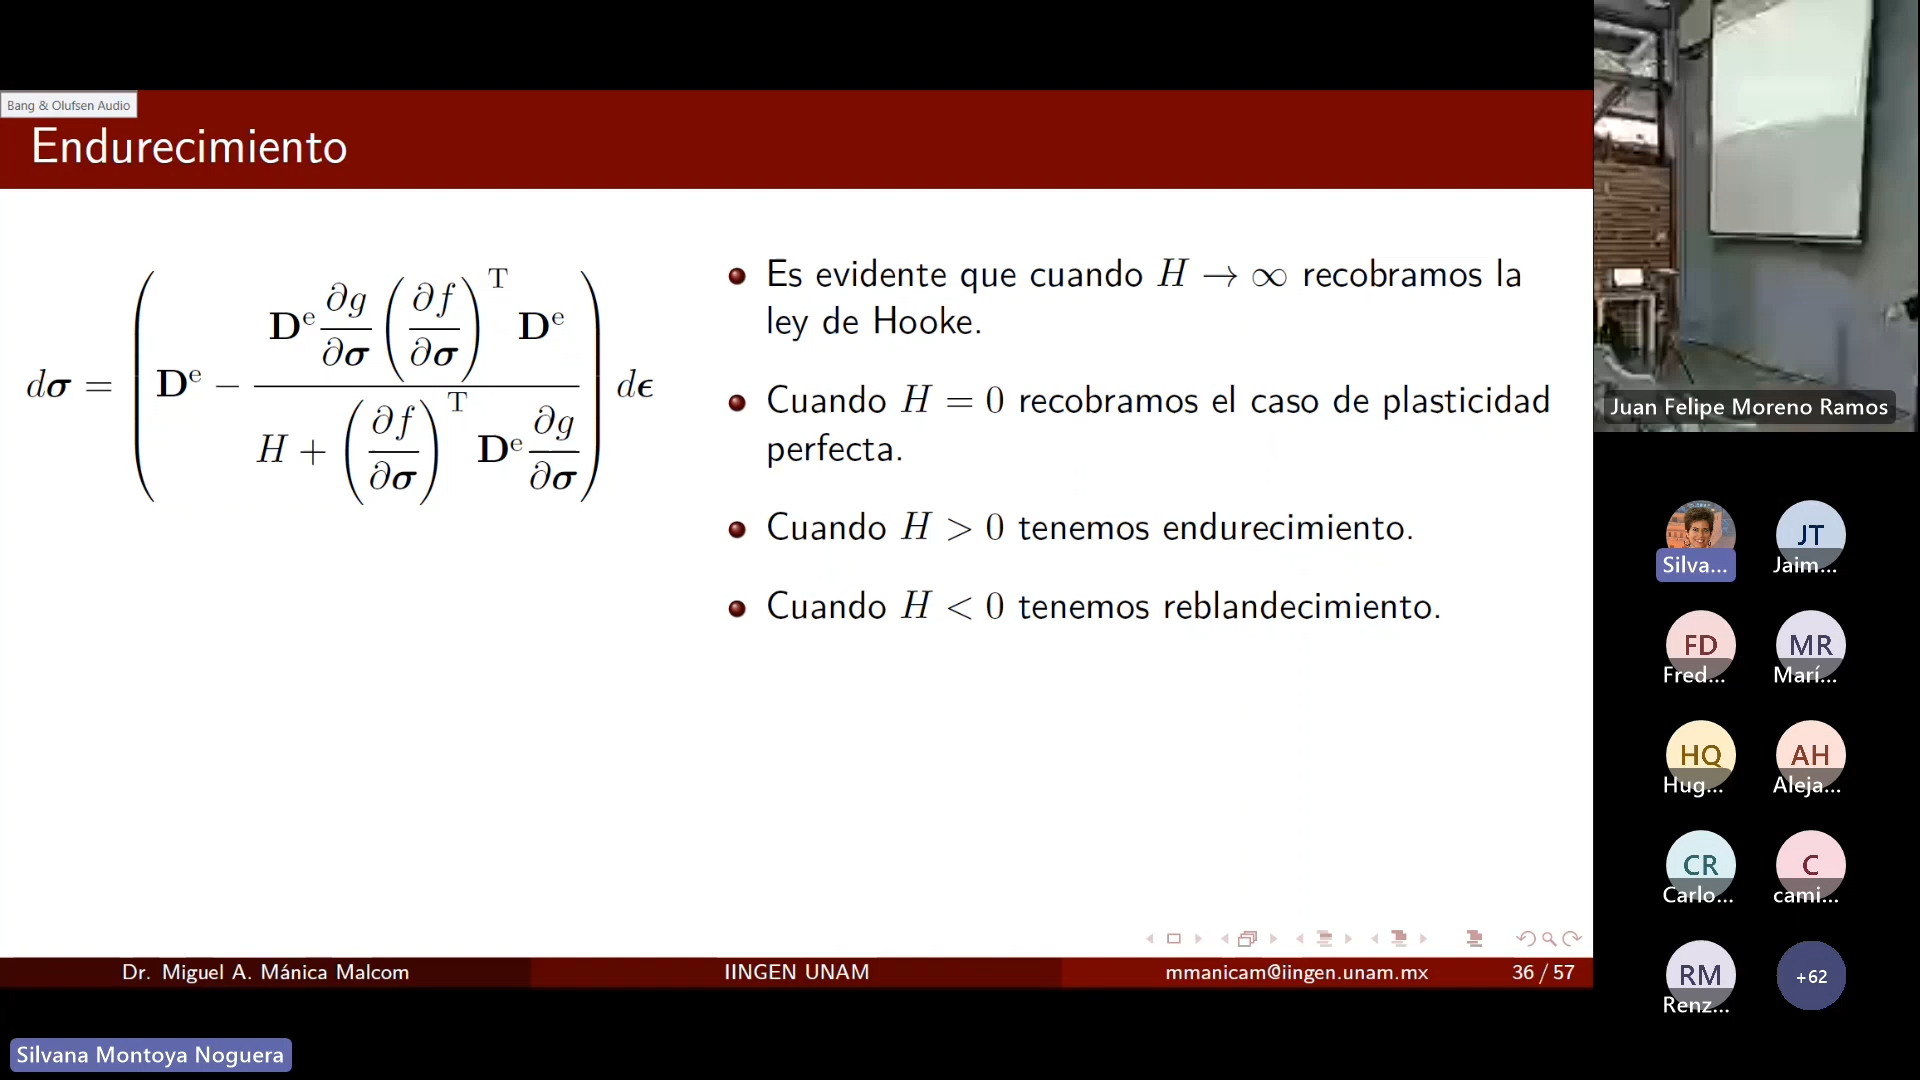 Bang & Olufsen Audio
Endurecimiento
dσ = ( Dᵉ − Dᵉ ∂g/∂σ (∂f/∂σ)ᵀ Dᵉ / H + (∂f/∂σ)ᵀ Dᵉ ∂g/∂σ ) dϵ
Es evidente que cuando H → ∞ recobramos la
ley de Hooke.
Cuando H = 0 recobramos el caso de plasticidad
perfecta.
Cuando H > 0 tenemos endurecimiento.
Cuando H < 0 tenemos reblandecimiento.
Dr. Miguel A. Mánica Malcom
IINGEN UNAM
mmanicam@iingen.unam.mx
36 / 57
Silvana Montoya Noguera
Juan Felipe Moreno Ramos
Silva...
JT
Jaim...
FD
Fred...
MR
Marí...
HQ
Hug...
AH
Aleja...
CR
Carlo...
C
cami...
RM
Renz...
+62